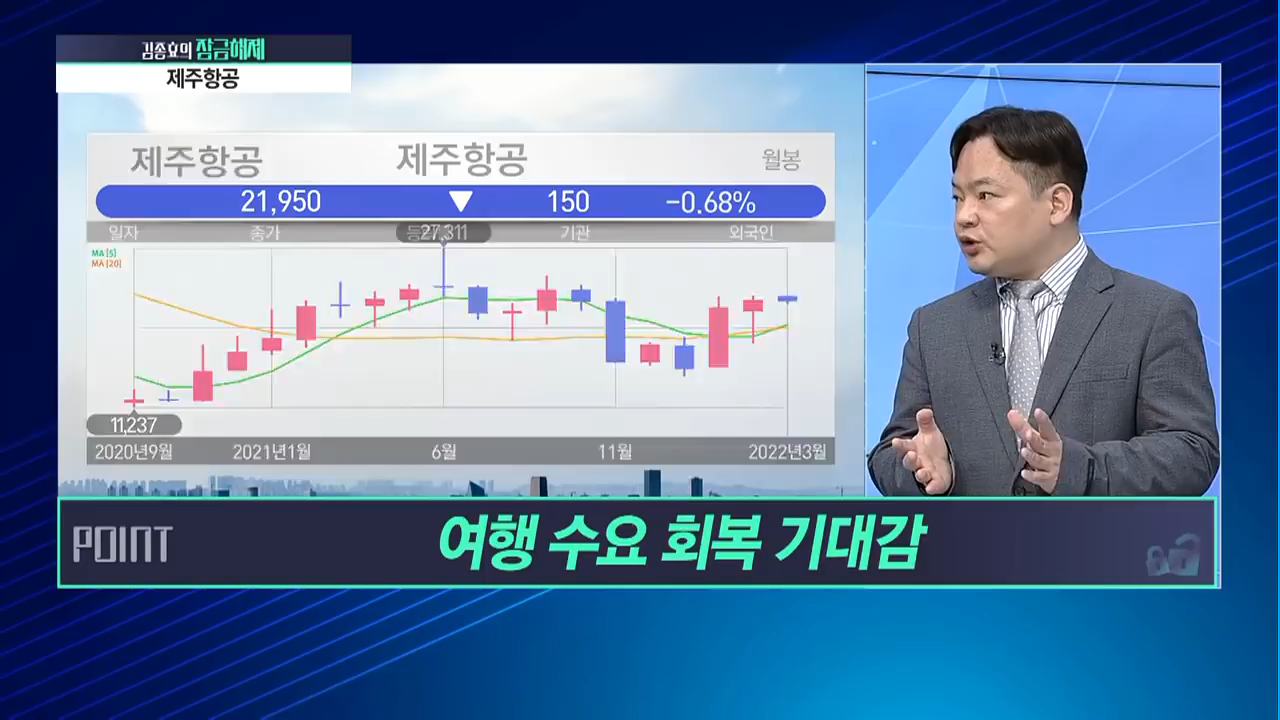 김종효의 잠금해제
제주항공
제주항공 제주항공 월봉
21,950 ▼ 150 -0.68%
일자 종가 27,311 기관 외국인
MA [5]
MA [20]
11,237
2020년9월 2021년1월 6월 11월 2022년3월
POINT 여행 수요 회복 기대감